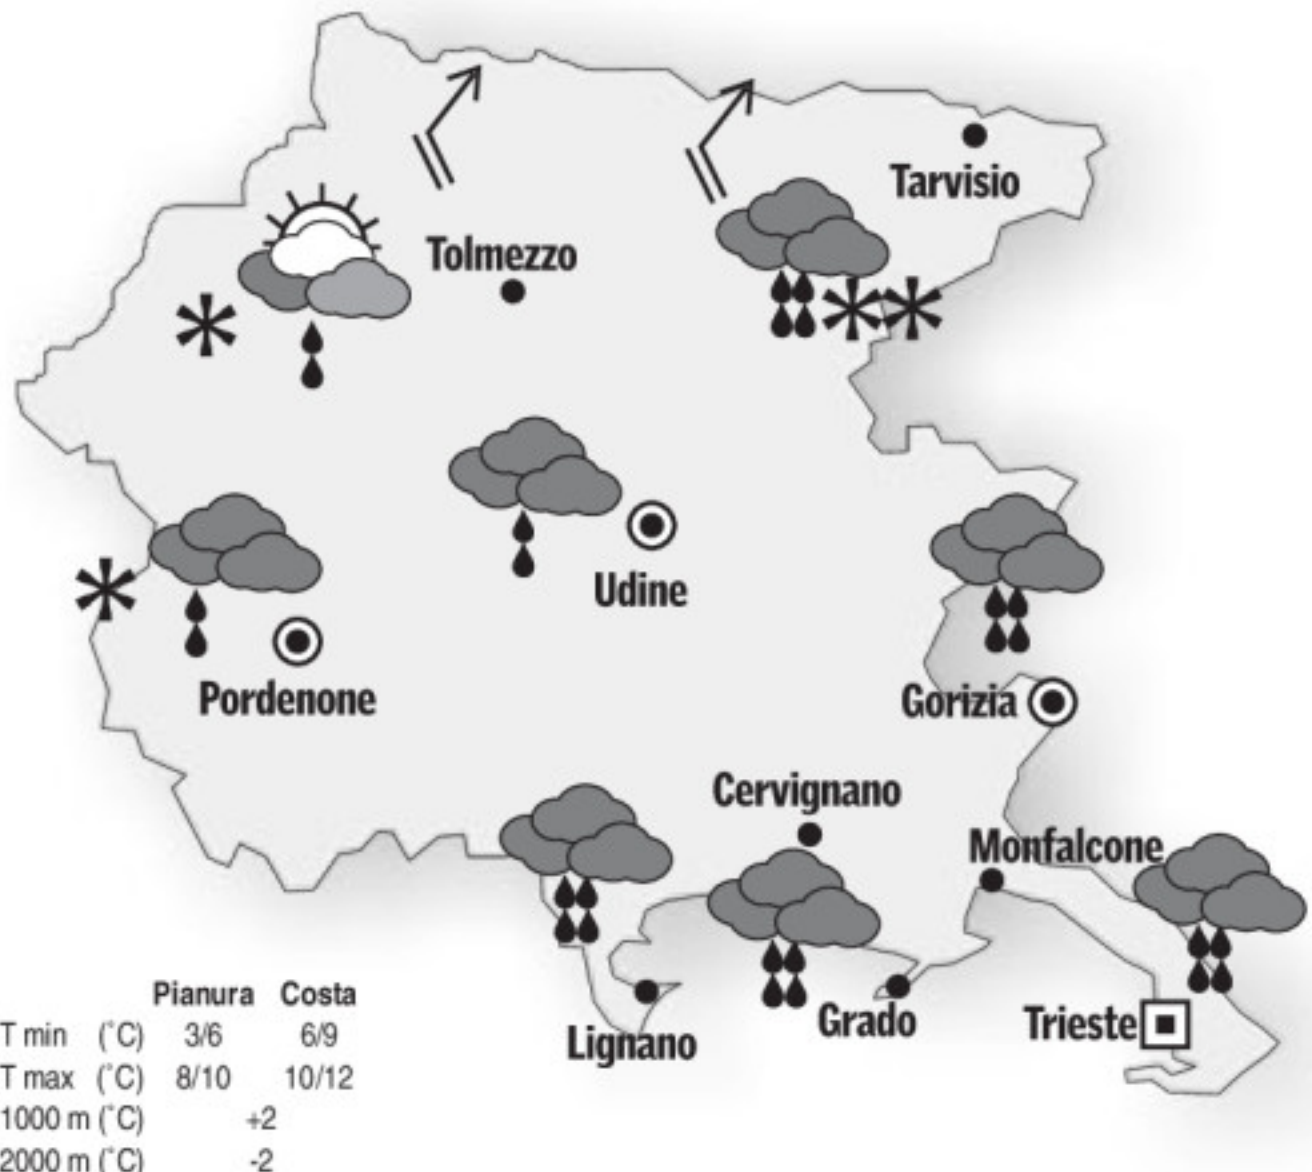 Tarvisio
Tolmezzo
Udine
Pordenone
Gorizia
Cervignano
Monfalcone
Grado
Trieste
Lignano
Pianura Costa
T min (˚C) 3/6 6/9
T max (˚C) 8/10 10/12
1000 m (˚C) +2
2000 m (˚C) -2